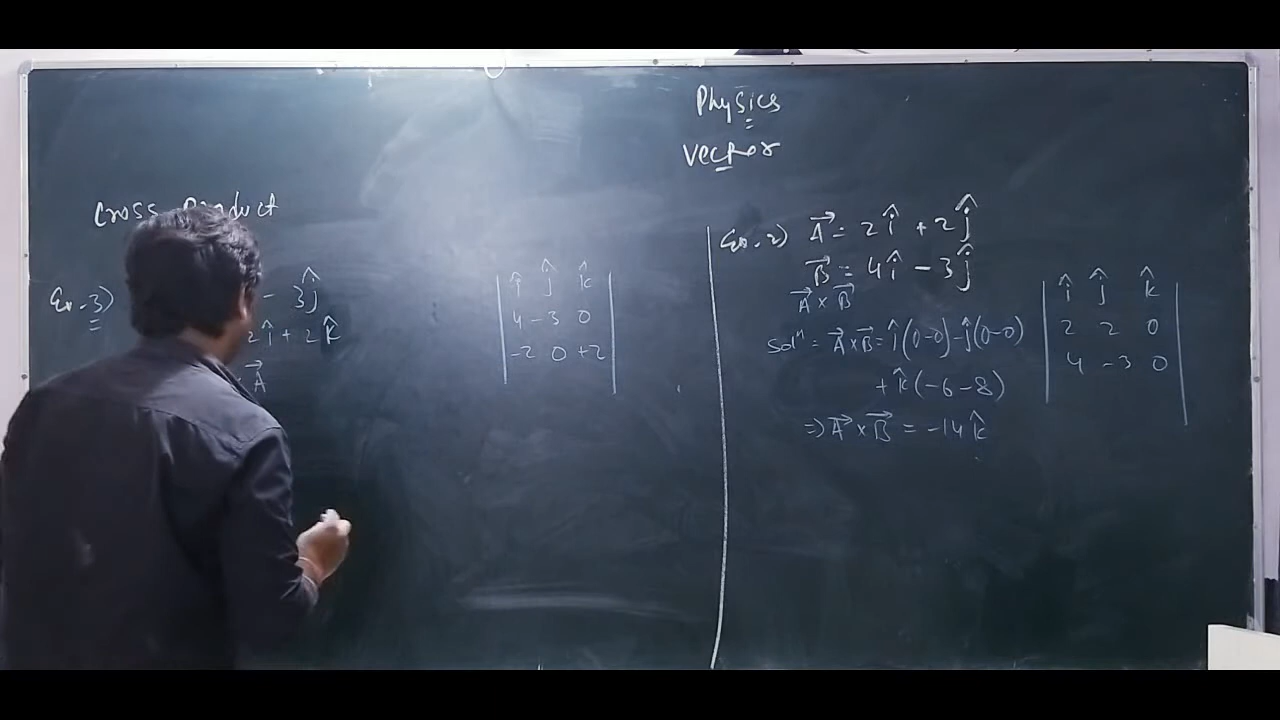 Physics
Vector
Cross Product
Ex-3)
- 3ĵ
2î + 2k̂
A⃗
î ĵ k̂
4 -3 0
-2 0 +2
Ex-2) A⃗ = 2î + 2ĵ
B⃗ = 4î - 3ĵ
A⃗ × B⃗
Solⁿ = A⃗ × B⃗ = î(0-0) - ĵ(0-0)
+ k̂(-6-8)
⇒ A⃗ × B⃗ = -14k̂
î ĵ k̂
2 2 0
4 -3 0